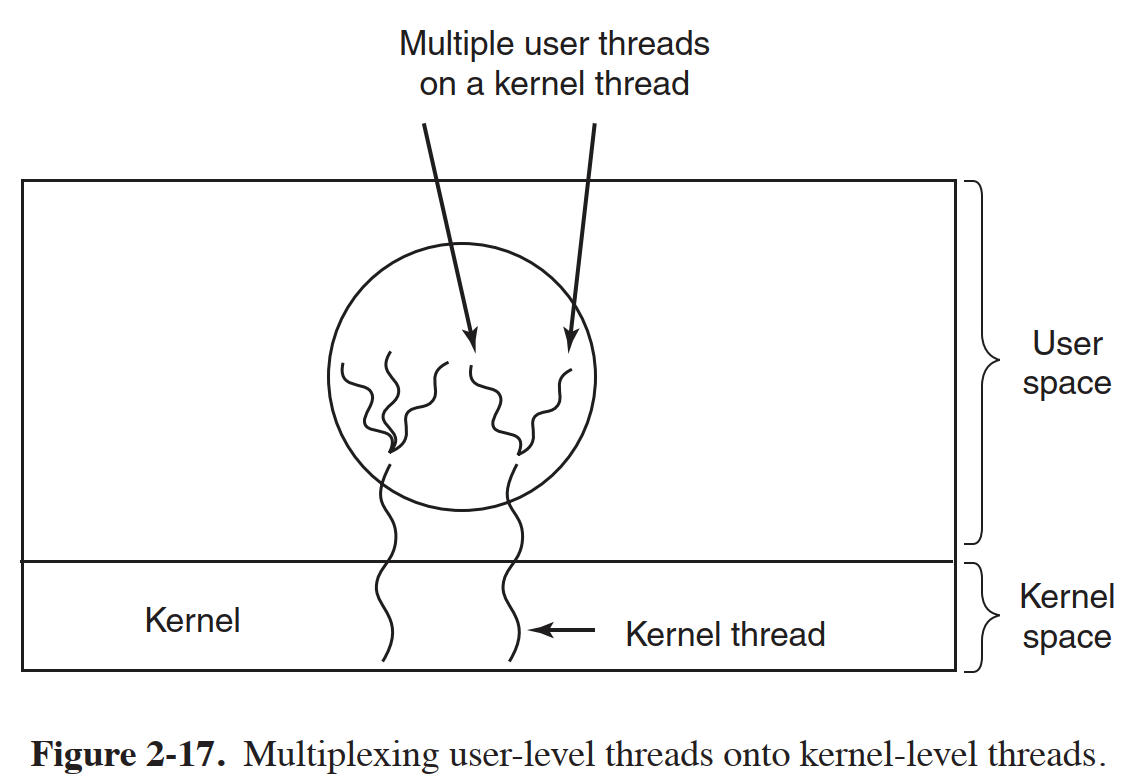 Multiple user threads
on a kernel thread
User
space
Kernel
Kernel thread
Kernel
space
Figure 2-17. Multiplexing user-level threads onto kernel-level threads.